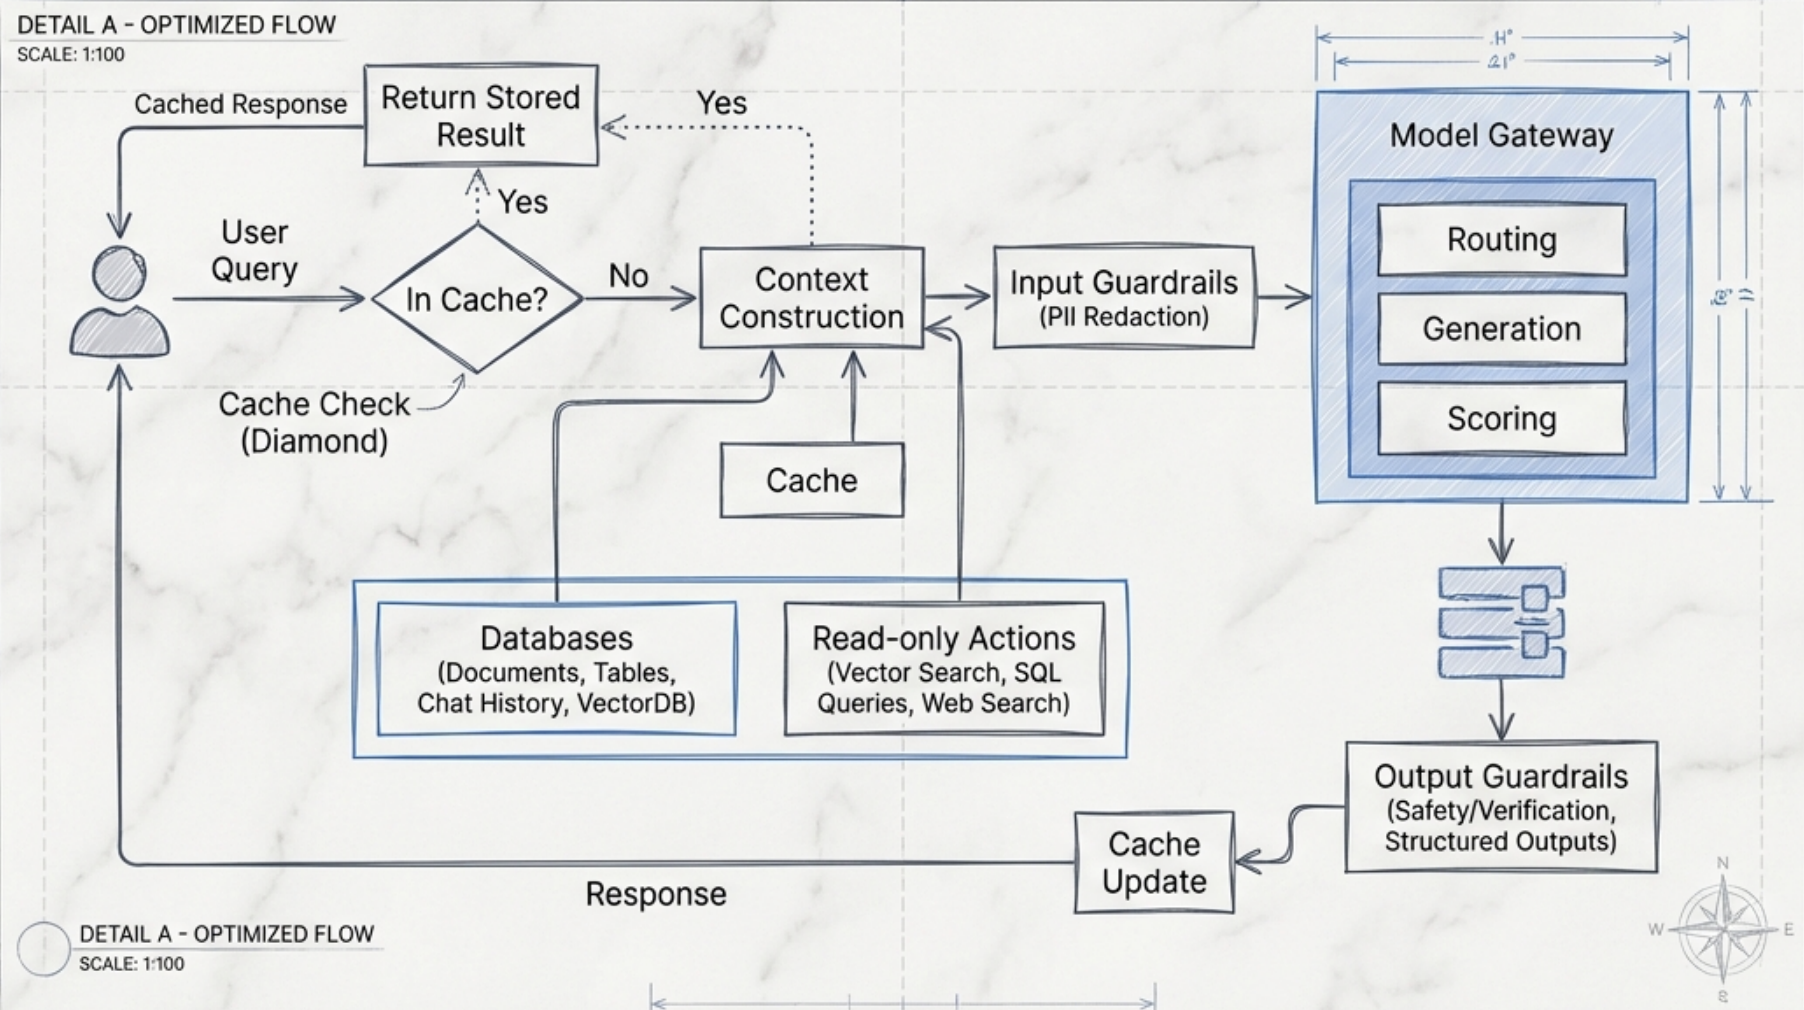 DETAIL A - OPTIMIZED FLOW
SCALE: 1:100
Cached Response
Return Stored
Result
Yes
Yes
User
Query
In Cache?
No
Cache Check
(Diamond)
Context
Construction
Input Guardrails
(PII Redaction)
Model Gateway
Routing
Generation
Scoring
Cache
Databases
(Documents, Tables,
Chat History, VectorDB)
Read-only Actions
(Vector Search, SQL
Queries, Web Search)
Output Guardrails
(Safety/Verification,
Structured Outputs)
Cache
Update
Response
DETAIL A - OPTIMIZED FLOW
SCALE: 1:100
N
W
E